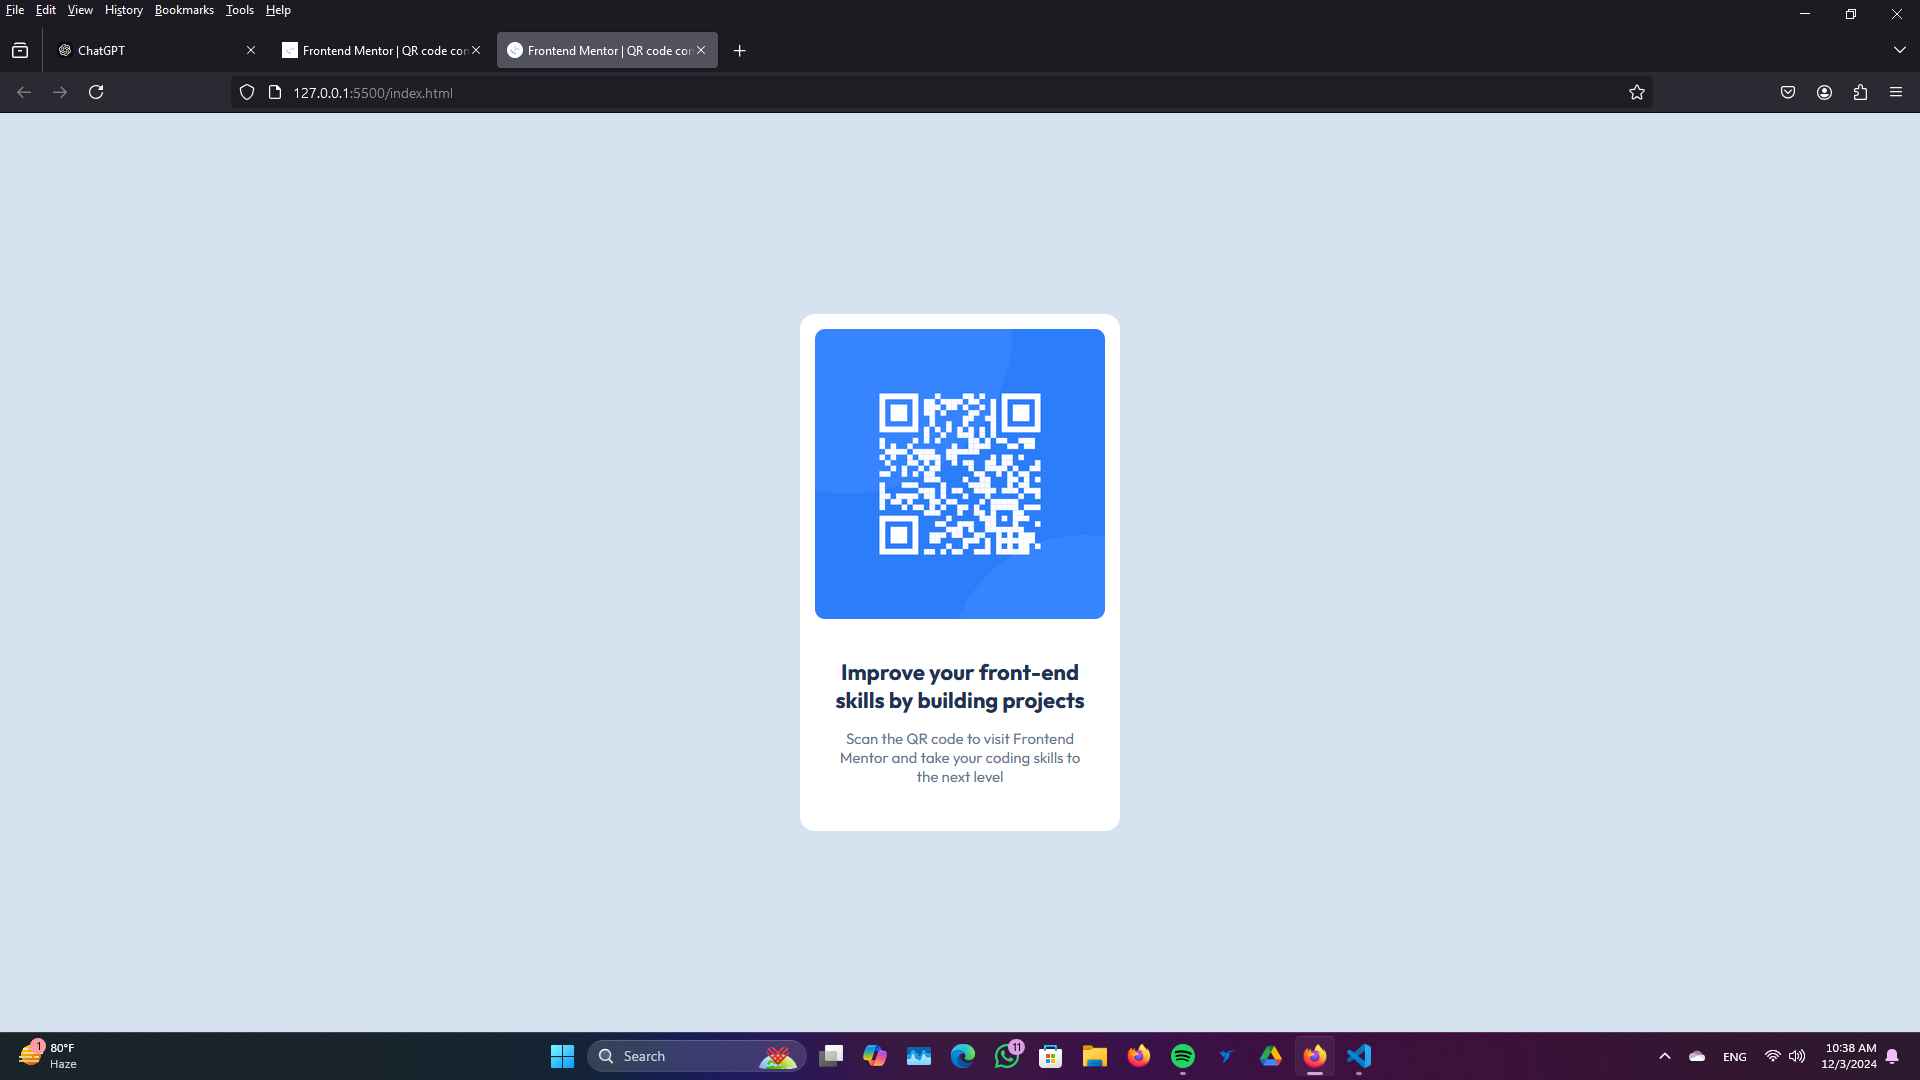 File Edit View History Bookmarks Tools Help
ChatGPT
Frontend Mentor | QR code con
Frontend Mentor | QR code con
127.0.0.1:5500/index.html
Improve your front-end
skills by building projects
Scan the QR code to visit Frontend
Mentor and take your coding skills to
the next level
1
80°F
Haze
Search
11
ENG
10:38 AM
12/3/2024